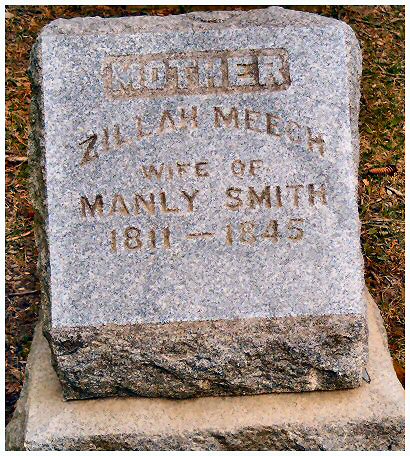 MOTHER
ZILLAH MEECH
WIFE OF
MANLY SMITH
1811 — 1845